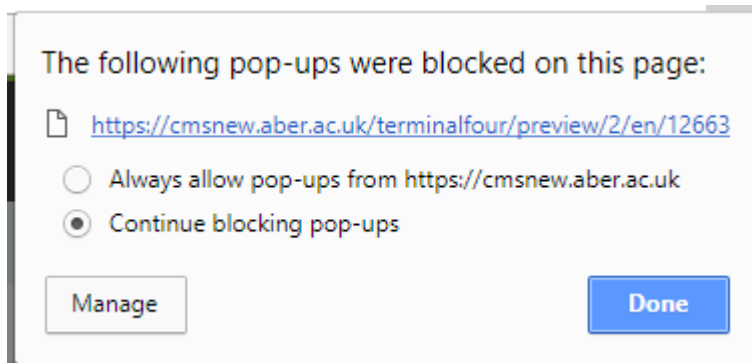 The following pop-ups were blocked on this page:
https://cmsnew.aber.ac.uk/terminalfour/preview/2/en/12663
Always allow pop-ups from https://cmsnew.aber.ac.uk
Continue blocking pop-ups
Manage Done